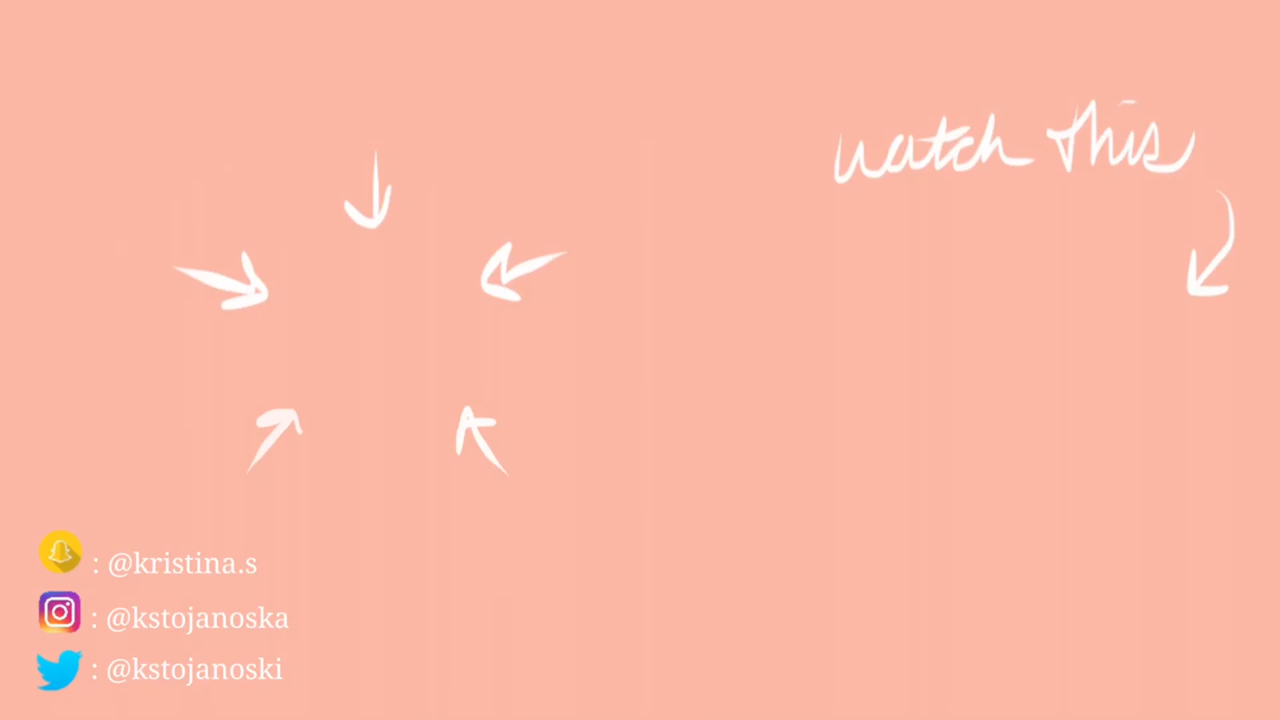 watch this
: @kristina.s
: @kstojanoska
: @kstojanoski